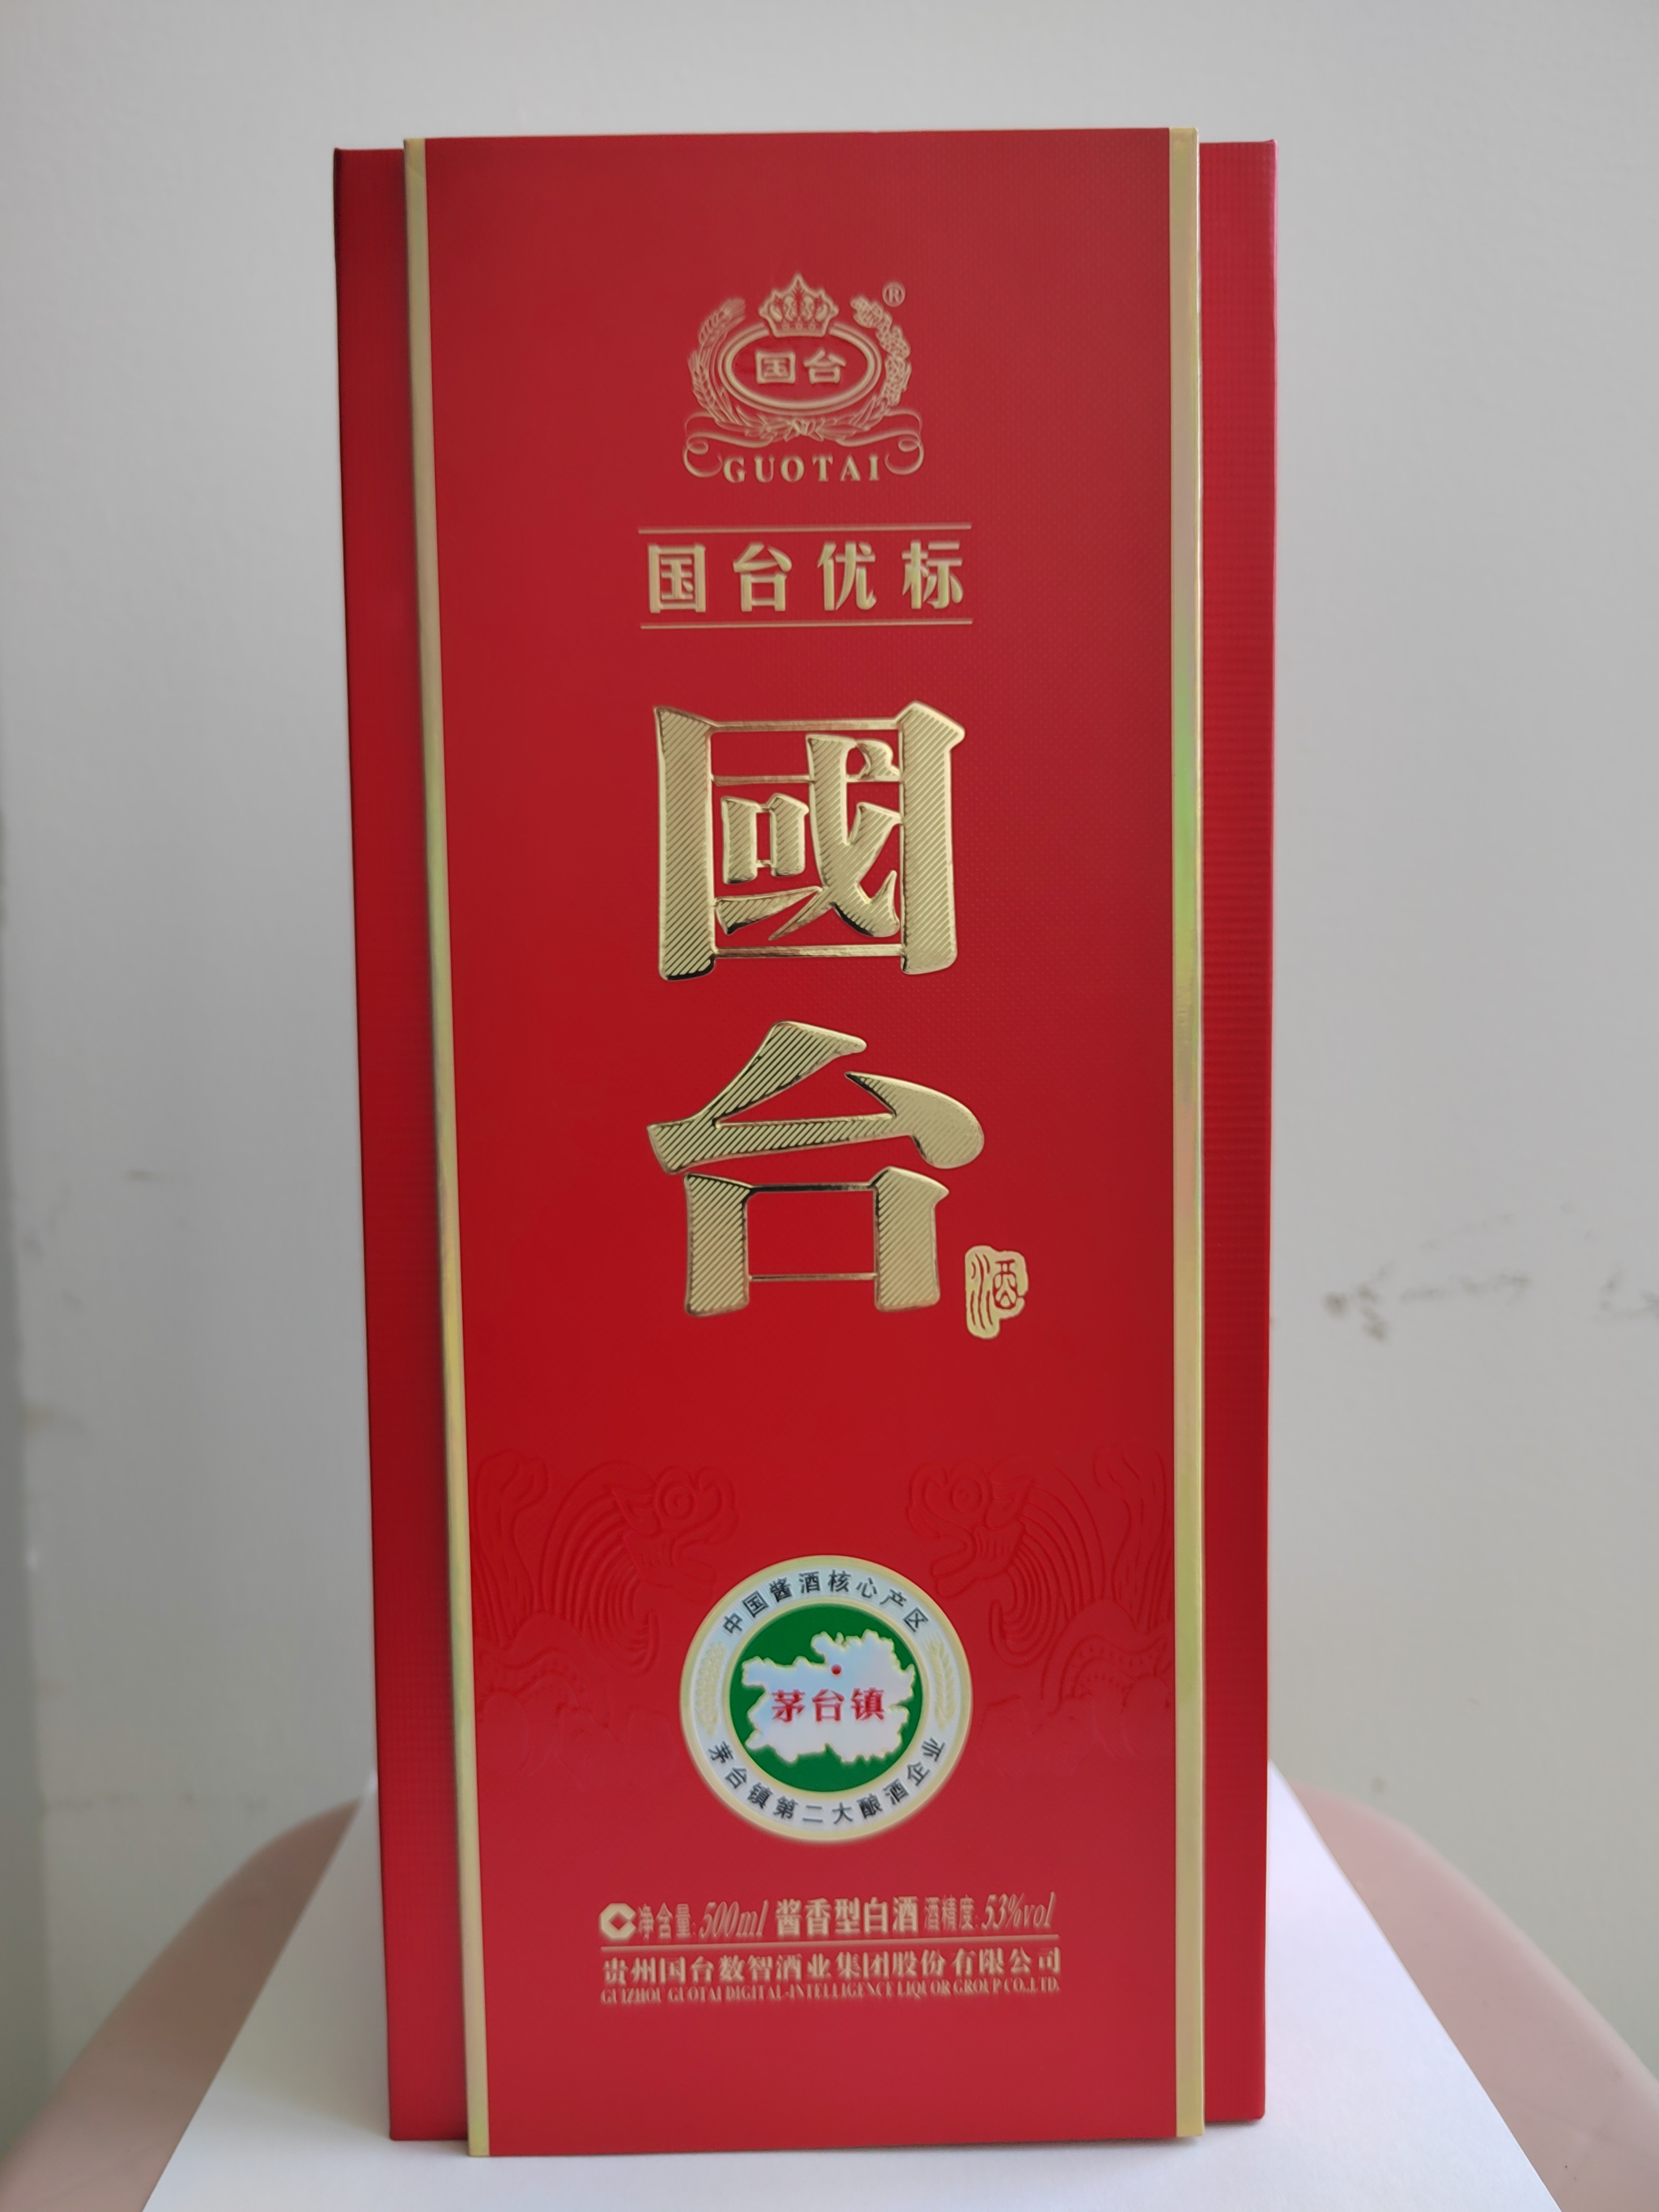 ®
国台
GUOTAI
国台优标
國
台
酒
中国酱酒核心产区
茅台镇
茅台镇第二大酿酒企业
净含量:500ml 酱香型白酒 酒精度:53%vol
贵州国台数智酒业集团股份有限公司
GUIZHOU GUOTAI DIGITAL-INTELLIGENCE LIQUOR GROUP CO.,LTD.